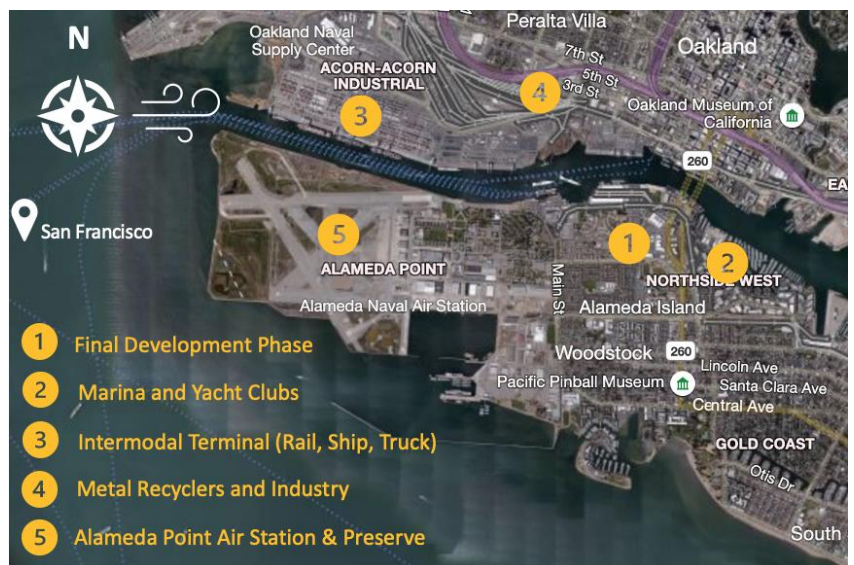 N
Oakland Naval
Supply Center
Peralta Villa
Oakland
ACORN-ACORN
INDUSTRIAL
7th St
5th St
3rd St
3
4
Oakland Museum of
California
260
EA
San Francisco
5
1
2
ALAMEDA POINT
NORTHSIDE WEST
Main St
Alameda Naval Air Station
Alameda Island
Woodstock
260
Lincoln Ave
Pacific Pinball Museum
Santa Clara Ave
Central Ave
GOLD COAST
Otis Dr
South
1 Final Development Phase
2 Marina and Yacht Clubs
3 Intermodal Terminal (Rail, Ship, Truck)
4 Metal Recyclers and Industry
5 Alameda Point Air Station & Preserve